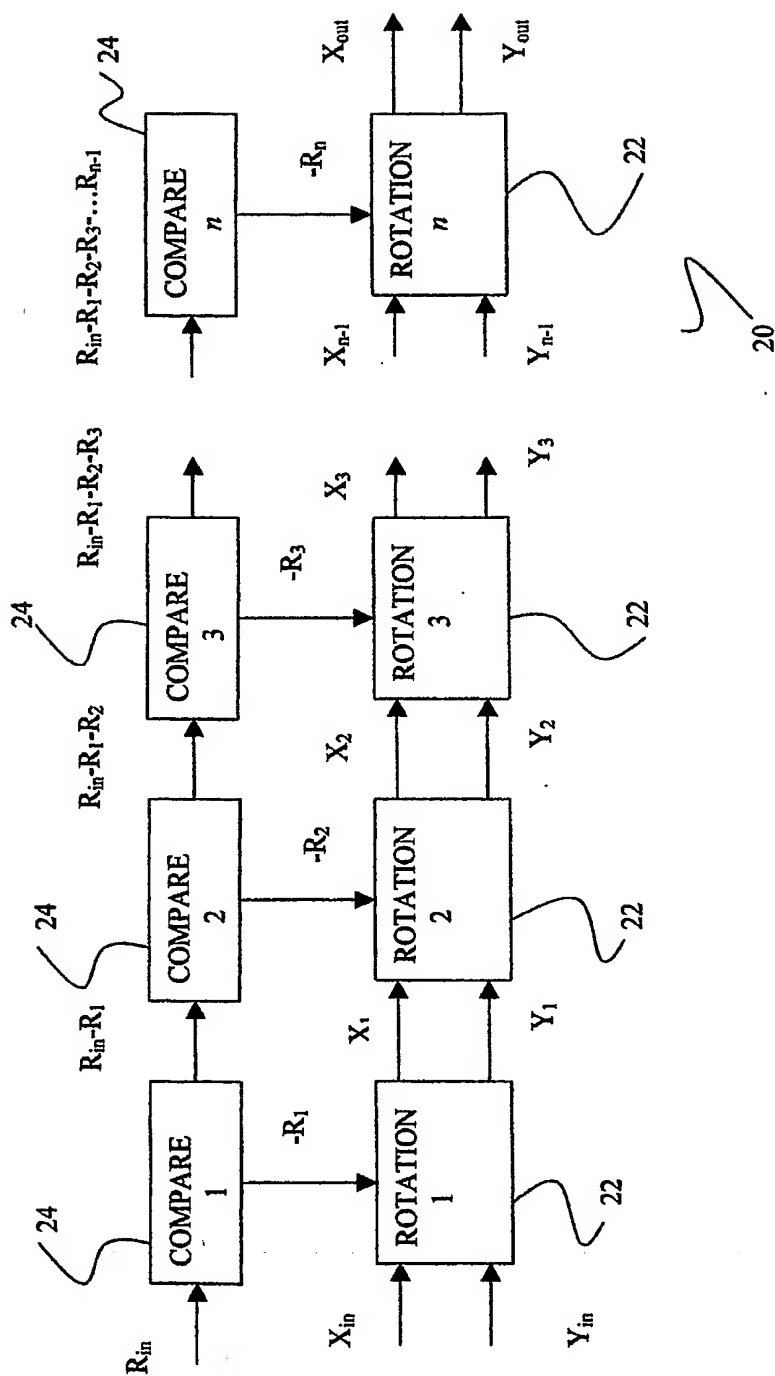 24
24
24
24
R_in
R_in-R_1
R_in-R_1-R_2
R_in-R_1-R_2-R_3
R_in-R_1-R_2-R_3-...R_n-1
COMPARE
1
COMPARE
2
COMPARE
3
COMPARE
n
-R_1
-R_2
-R_3
-R_n
X_in
X_1
X_2
X_3
X_n-1
X_out
ROTATION
1
ROTATION
2
ROTATION
3
ROTATION
n
Y_in
Y_1
Y_2
Y_3
Y_n-1
Y_out
22
22
22
22
20